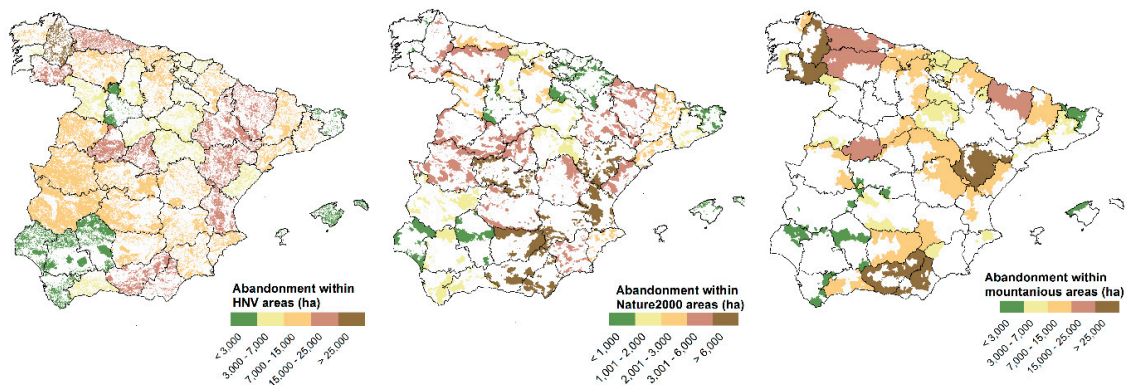 Abandonment within
HNV areas (ha)
< 3,000
3,000 - 7,000
7,000 - 15,000
15,000 - 25,000
> 25,000
Abandonment within
Nature2000 areas (ha)
< 1,000
1,001 - 2,000
2,001 - 3,000
3,001 - 6,000
> 6,000
Abandonment within
mountanious areas (ha)
< 3,000
3,000 - 7,000
7,000 - 15,000
15,000 - 25,000
> 25,000